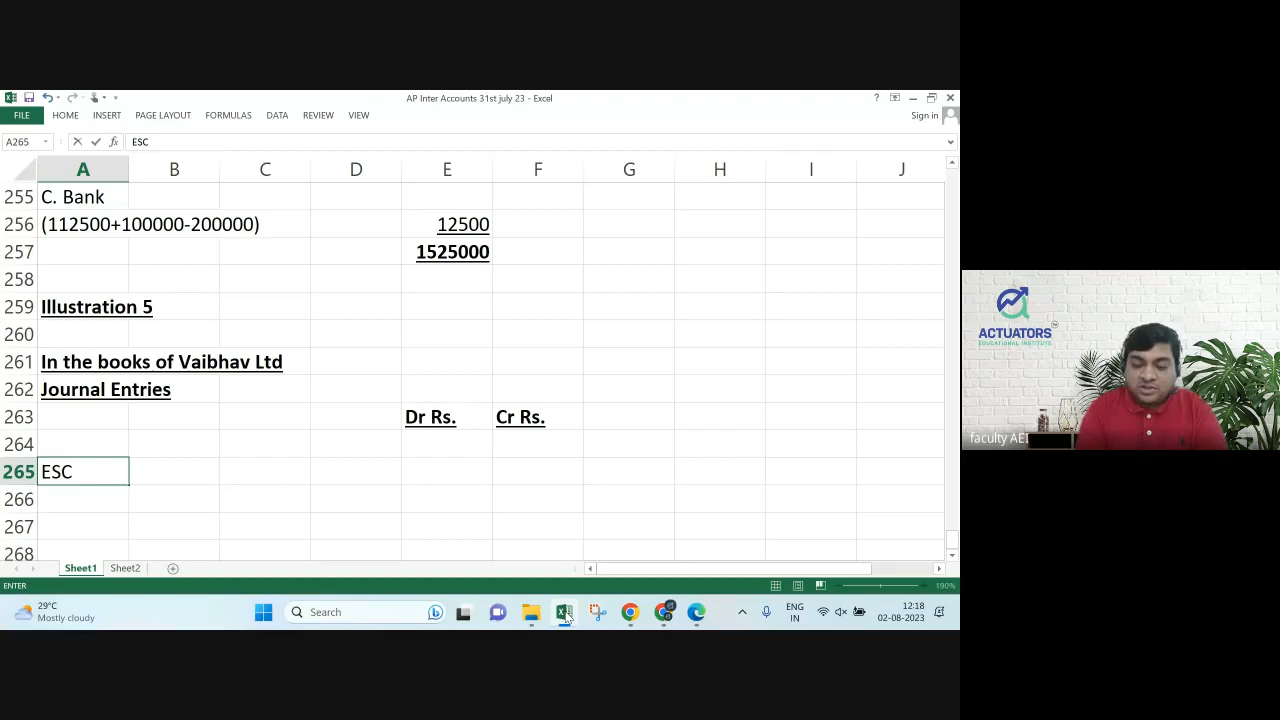 AP Inter Accounts 31st july 23 - Excel
FILE HOME INSERT PAGE LAYOUT FORMULAS DATA REVIEW VIEW
Sign in
A265 ESC
A B C D E F G H I J
255 C. Bank
256 (112500+100000-200000) 12500
257 1525000
258
259 Illustration 5
260
261 In the books of Vaibhav Ltd
262 Journal Entries
263 Dr Rs. Cr Rs.
264
265 ESC
266
267
268
Sheet1 Sheet2
ENTER 190%
29°C
Mostly cloudy
Search
ENG
IN
12:18
02-08-2023
ACTUATORS
EDUCATIONAL INSTITUTE
faculty AEI